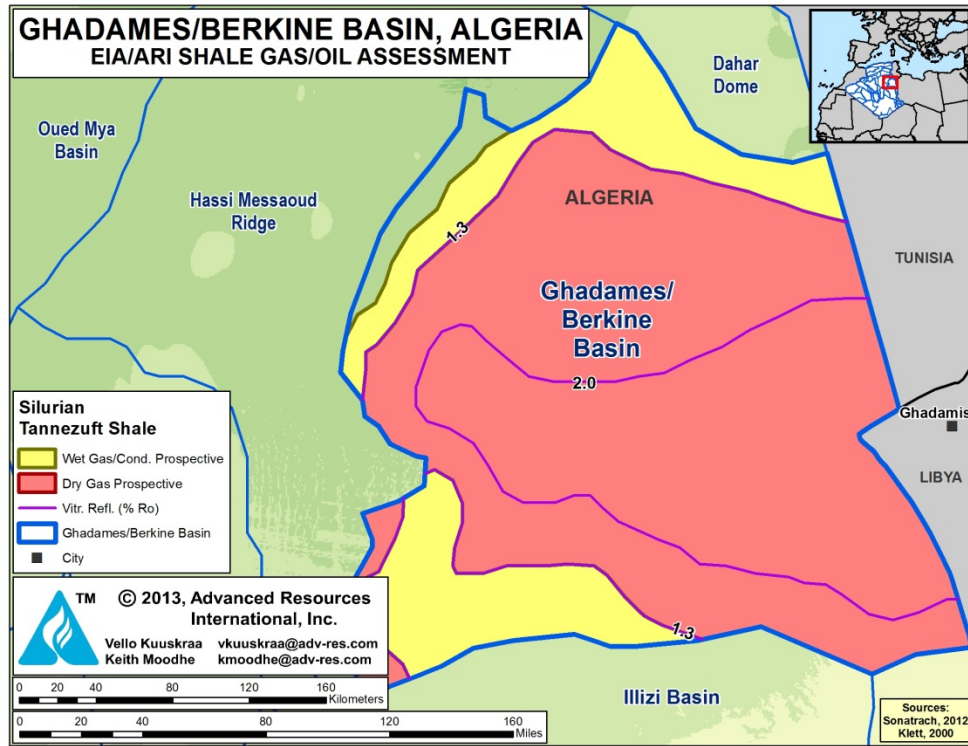 GHADAMES/BERKINE BASIN, ALGERIA
EIA/ARI SHALE GAS/OIL ASSESSMENT
Dahar
Dome
Oued Mya
Basin
Hassi Messaoud
Ridge
ALGERIA
1.3
TUNISIA
Ghadames/
Berkine
Basin
2.0
Ghadamis
LIBYA
Silurian
Tannezuft Shale
Wet Gas/Cond. Prospective
Dry Gas Prospective
Vitr. Refl. (% Ro)
Ghadames/Berkine Basin
City
TM
© 2013, Advanced Resources
International, Inc.
Vello Kuuskraa vkuuskraa@adv-res.com
Keith Moodhe kmoodhe@adv-res.com
1.3
0 20 40 80 120 160
Kilometers
0 20 40 80 120 160
Miles
Illizi Basin
Sources:
Sonatrach, 2012
Klett, 2000